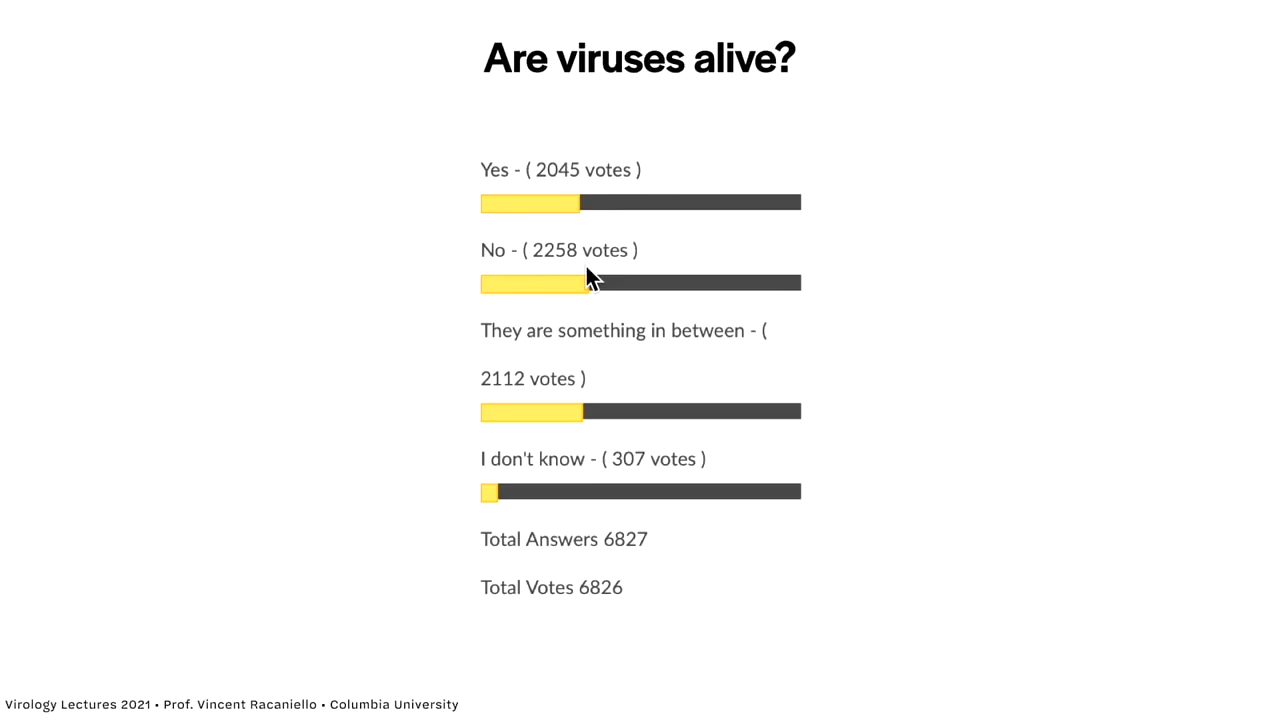 Are viruses alive?
Yes - ( 2045 votes )
No - ( 2258 votes )
They are something in between - (
2112 votes )
I don't know - ( 307 votes )
Total Answers 6827
Total Votes 6826
Virology Lectures 2021 • Prof. Vincent Racaniello • Columbia University